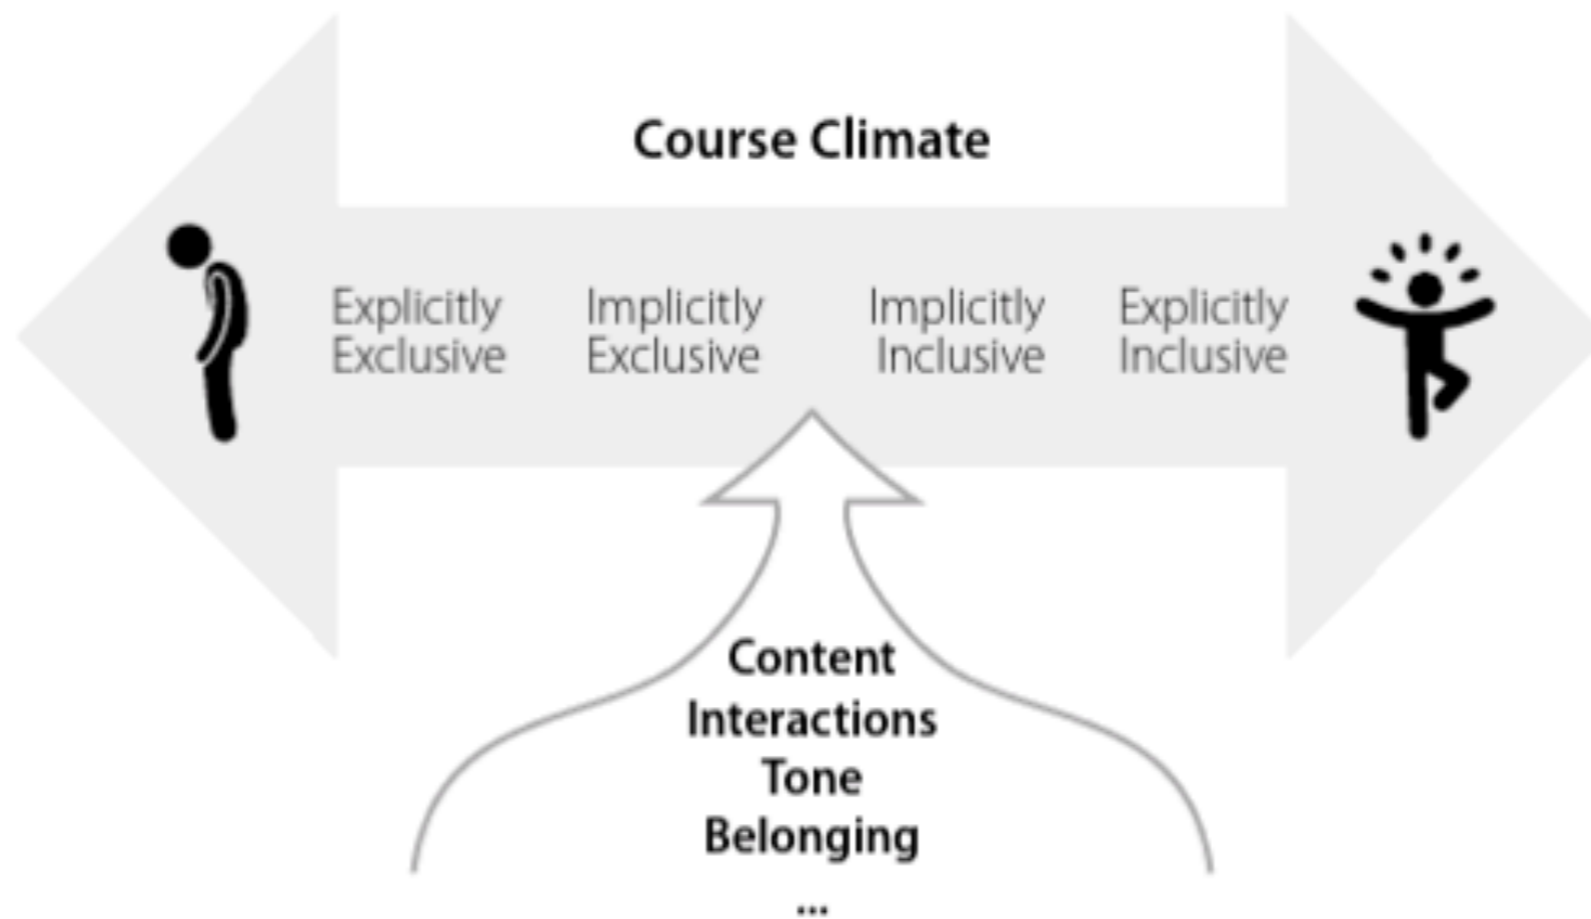 Course Climate
Explicitly
Exclusive
Implicitly
Exclusive
Implicitly
Inclusive
Explicitly
Inclusive
Content
Interactions
Tone
Belonging
...